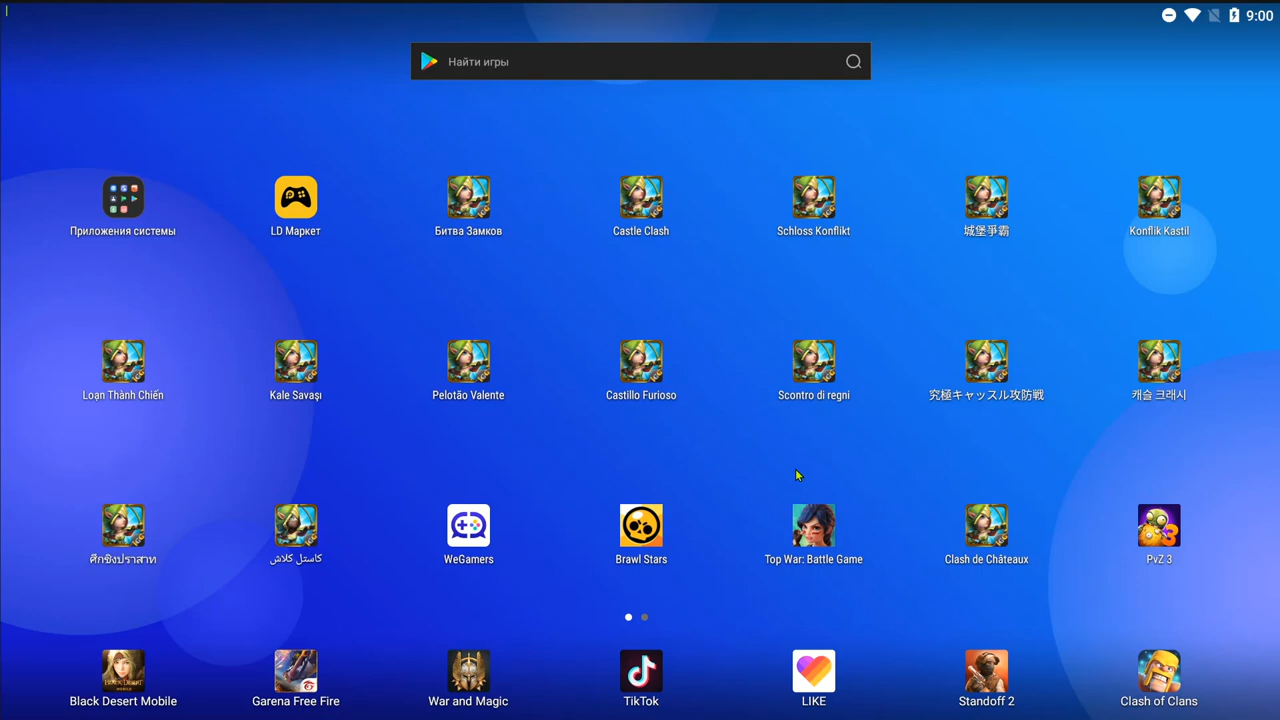 9:00
Найти игры
Приложения системы
LD Маркет
Битва Замков
Castle Clash
Schloss Konflikt
城堡爭霸
Konflik Kastil
Loạn Thành Chiến
Kale Savaşı
Pelotão Valente
Castillo Furioso
Scontro di regni
究極キャッスル攻防戦
캐슬 크래시
ศึกชิงปราสาท
كاستل كلاش
WeGamers
Brawl Stars
Top War: Battle Game
Clash de Châteaux
PvZ 3
Black Desert Mobile
Garena Free Fire
War and Magic
TikTok
LIKE
Standoff 2
Clash of Clans